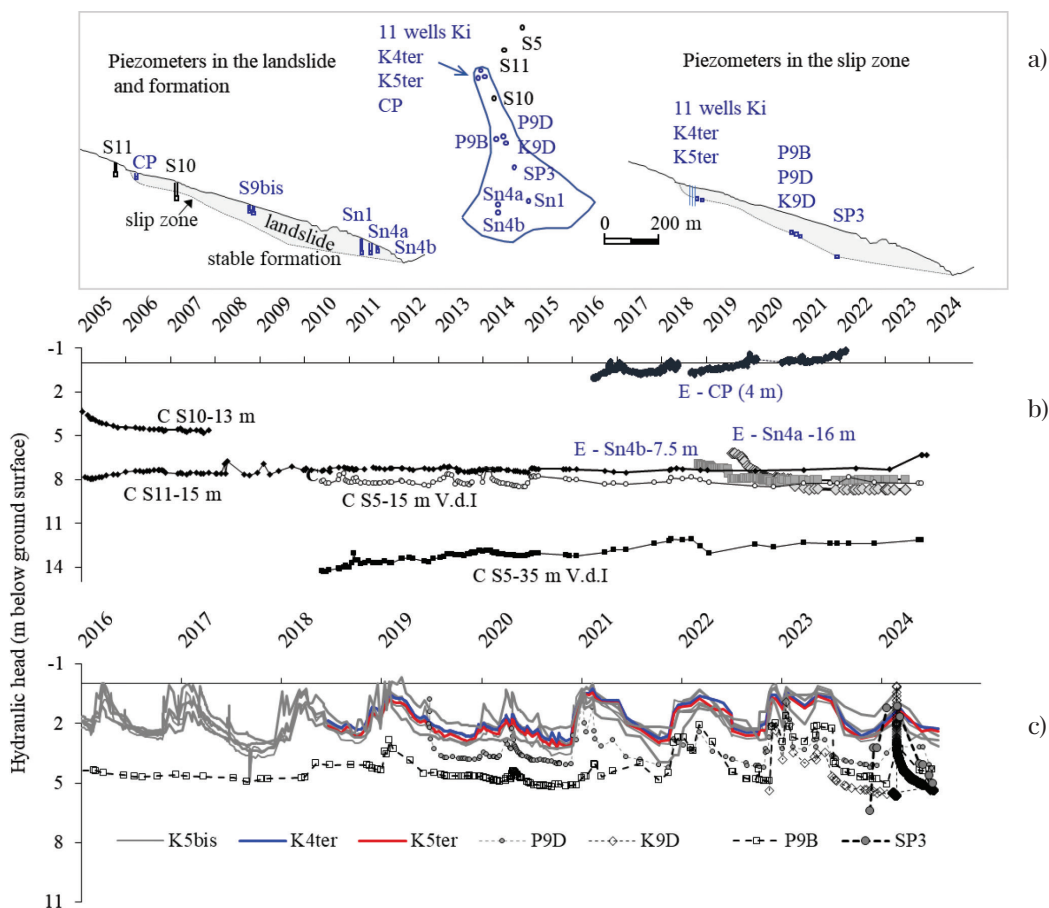 a)
Piezometers in the landslide
and formation
11 wells Ki
K4ter
K5ter
CP
S5
S11
S10
P9D
P9B
K9D
SP3
Sn4a
Sn1
Sn4b
0 200 m
S11
CP
S10
S9bis
slip zone
landslide
stable formation
Sn1
Sn4a
Sn4b
Piezometers in the slip zone
11 wells Ki
K4ter
K5ter
P9B
P9D
K9D
SP3
2005 2006 2007 2008 2009 2010 2011 2012 2013 2014 2015 2016 2017 2018 2019 2020 2021 2022 2023 2024
b)
Hydraulic head (m below ground surface)
-1
2
5
8
11
14
E - CP (4 m)
C S10-13 m
E - Sn4b-7.5 m
E - Sn4a -16 m
C S11-15 m
C
C S5-15 m V.d.I
C S5-35 m V.d.I
2016 2017 2018 2019 2020 2021 2022 2023 2024
c)
-1
2
5
8
11
K5bis K4ter K5ter P9D K9D P9B SP3